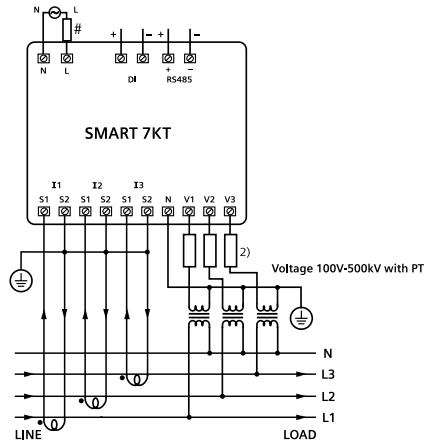 N L
#
+ − + −
N L DI + − RS485
SMART 7KT
I1 I2 I3
S1 S2 S1 S2 S1 S2 N V1 V2 V3
2)
Voltage 100V-500kV with PT
N
L3
L2
L1
LINE LOAD